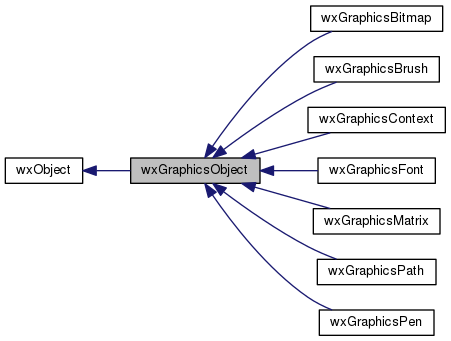 wxGraphicsBitmap
wxGraphicsBrush
wxGraphicsContext
wxObject
wxGraphicsObject
wxGraphicsFont
wxGraphicsMatrix
wxGraphicsPath
wxGraphicsPen